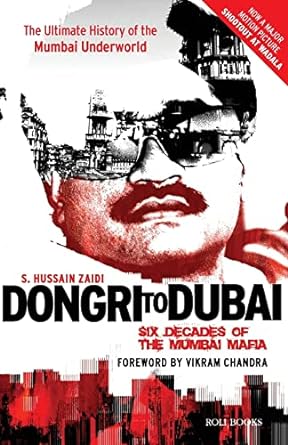 The Ultimate History of the
Mumbai Underworld
NOW A MAJOR
MOTION PICTURE
SHOOTOUT AT WADALA
S. HUSSAIN ZAIDI
DONGRI TO DUBAI
SIX DECADES OF
THE MUMBAI MAFIA
FOREWORD BY VIKRAM CHANDRA
ROLI BOOKS